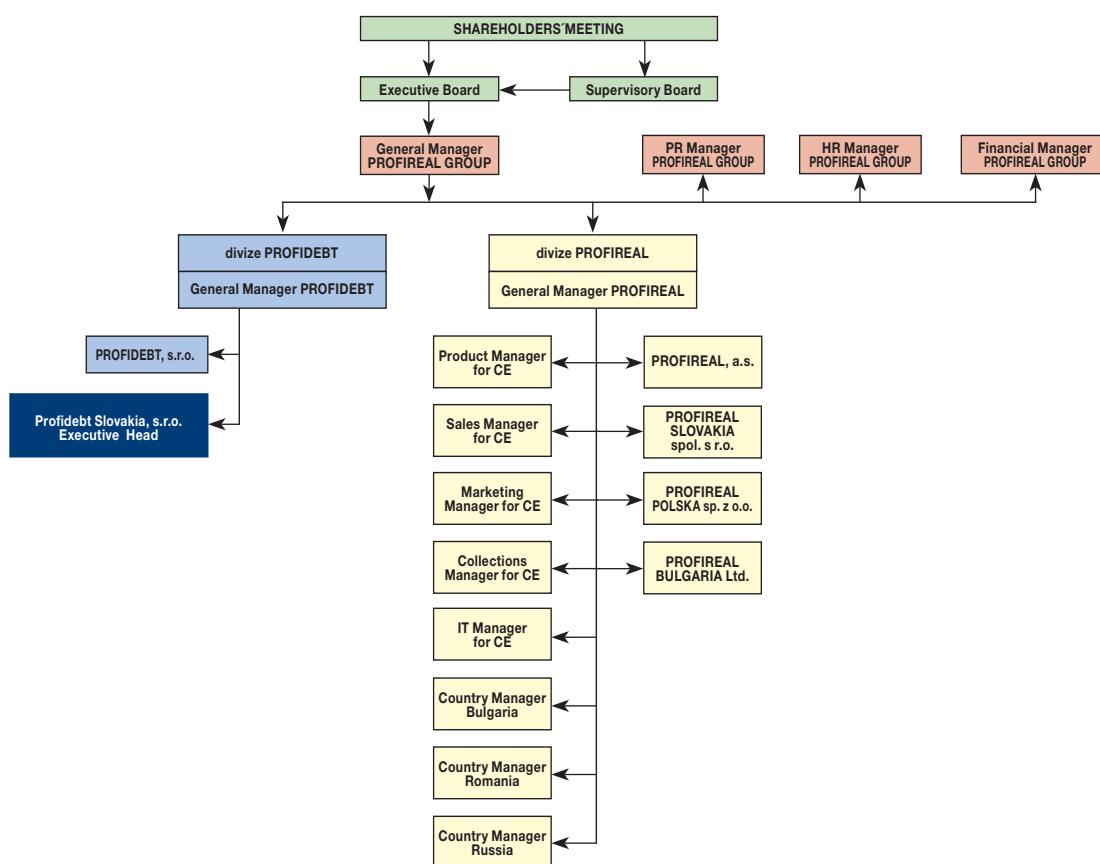 SHAREHOLDERS´MEETING
Executive Board
Supervisory Board
General Manager
PROFIREAL GROUP
PR Manager
PROFIREAL GROUP
HR Manager
PROFIREAL GROUP
Financial Manager
PROFIREAL GROUP
divize PROFIDEBT
General Manager PROFIDEBT
divize PROFIREAL
General Manager PROFIREAL
PROFIDEBT, s.r.o.
Profidebt Slovakia, s.r.o.
Executive Head
Product Manager
for CE
PROFIREAL, a.s.
Sales Manager
for CE
PROFIREAL
SLOVAKIA
spol. s r.o.
Marketing
Manager for CE
PROFIREAL
POLSKA sp. z o.o.
Collections
Manager for CE
PROFIREAL
BULGARIA Ltd.
IT Manager
for CE
Country Manager
Bulgaria
Country Manager
Romania
Country Manager
Russia